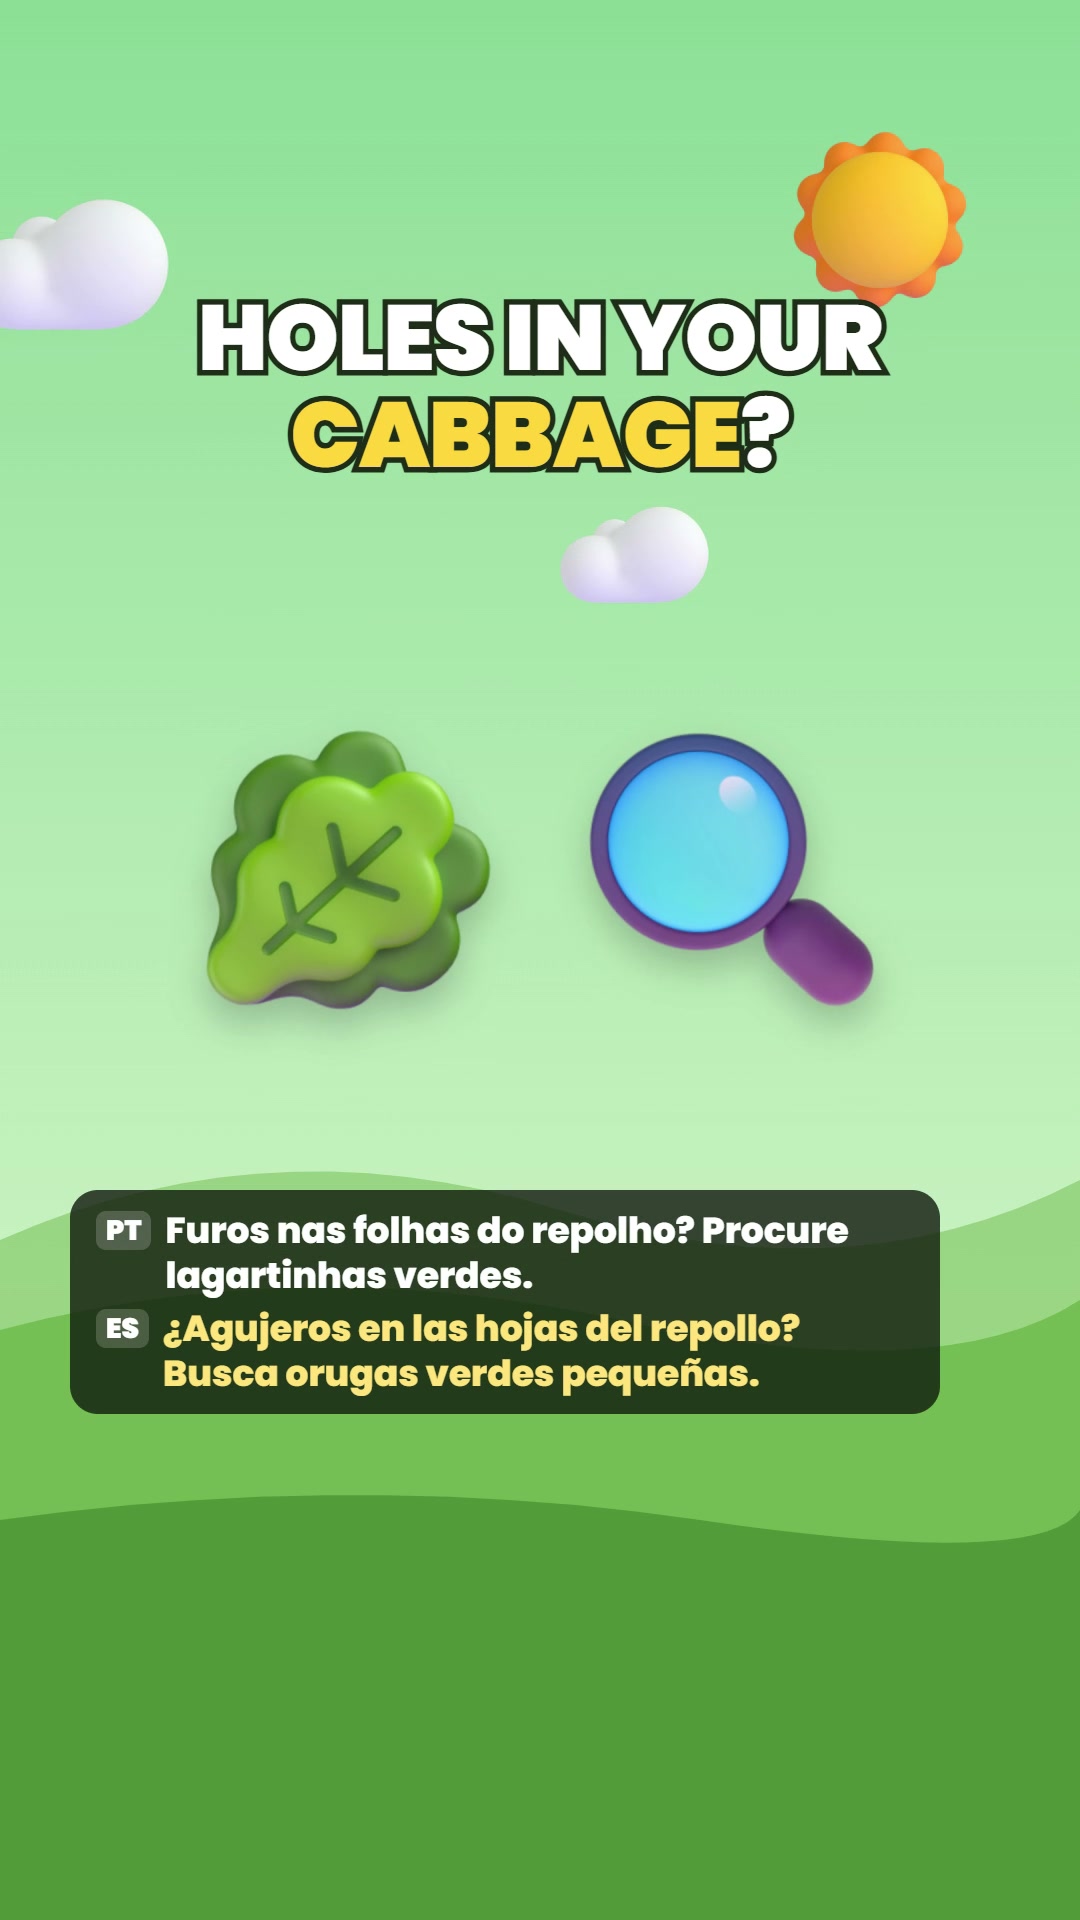 HOLES IN YOUR
CABBAGE?
PT Furos nas folhas do repolho? Procure
lagartinhas verdes.
ES ¿Agujeros en las hojas del repollo?
Busca orugas verdes pequeñas.